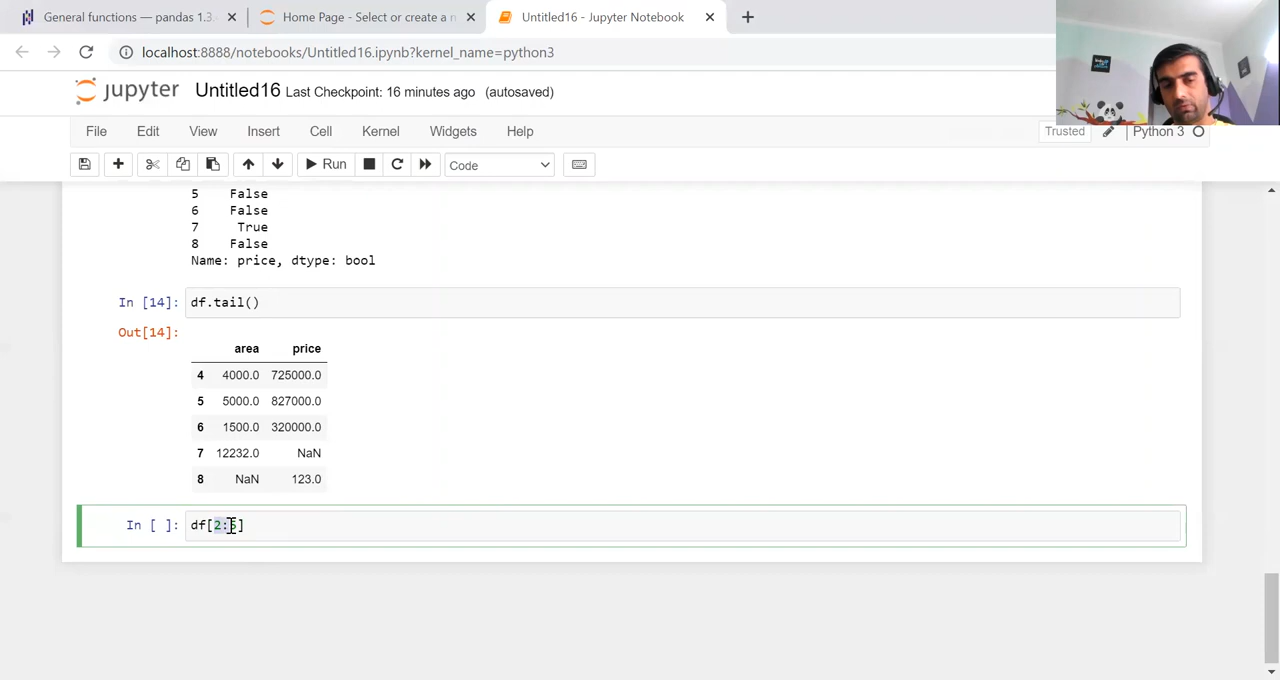 General functions — pandas 1.3.
Home Page - Select or create a n
Untitled16 - Jupyter Notebook
localhost:8888/notebooks/Untitled16.ipynb?kernel_name=python3
jupyter Untitled16 Last Checkpoint: 16 minutes ago (autosaved)
File Edit View Insert Cell Kernel Widgets Help Trusted Python 3
Run Code
5 False
6 False
7 True
8 False
Name: price, dtype: bool
In [14]: df.tail()
Out[14]:
area price
4 4000.0 725000.0
5 5000.0 827000.0
6 1500.0 320000.0
7 12232.0 NaN
8 NaN 123.0
In [ ]: df[2:5]